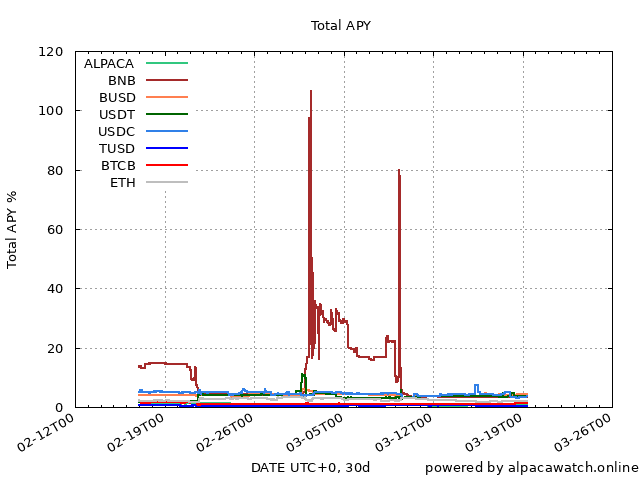 Total APY
120
100
80
60
40
20
0
Total APY %
ALPACA
BNB
BUSD
USDT
USDC
TUSD
BTCB
ETH
02-12T00
02-19T00
02-26T00
03-05T00
03-12T00
03-19T00
03-26T00
DATE UTC+0, 30d
powered by alpacawatch.online